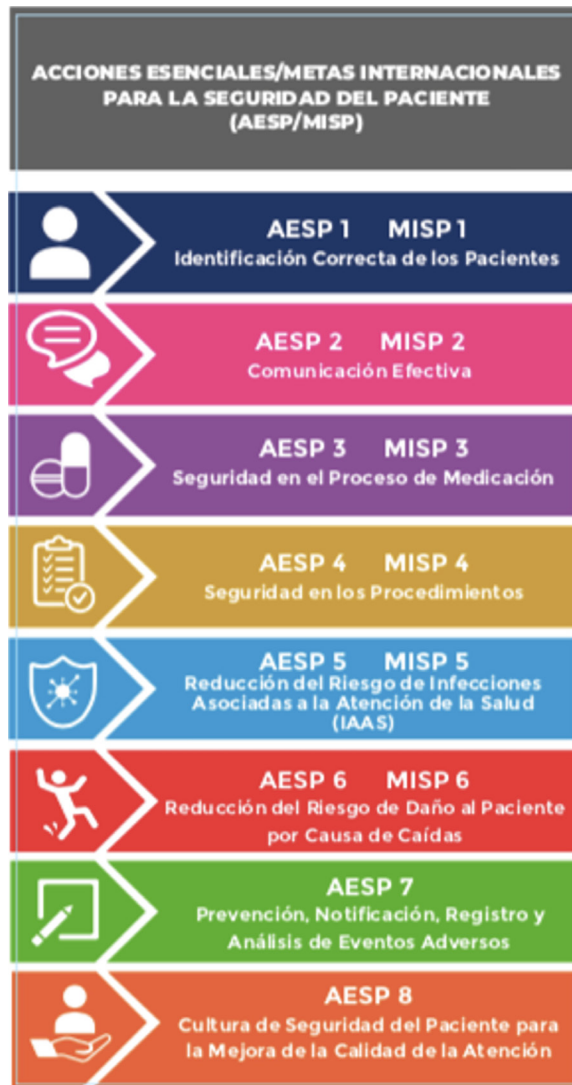 ACCIONES ESENCIALES/METAS INTERNACIONALES
PARA LA SEGURIDAD DEL PACIENTE
(AESP/MISP)
AESP 1 MISP 1
Identificación Correcta de los Pacientes
AESP 2 MISP 2
Comunicación Efectiva
AESP 3 MISP 3
Seguridad en el Proceso de Medicación
AESP 4 MISP 4
Seguridad en los Procedimientos
AESP 5 MISP 5
Reducción del Riesgo de Infecciones
Asociadas a la Atención de la Salud
(IAAS)
AESP 6 MISP 6
Reducción del Riesgo de Daño al Paciente
por Causa de Caídas
AESP 7
Prevención, Notificación, Registro y
Análisis de Eventos Adversos
AESP 8
Cultura de Seguridad del Paciente para
la Mejora de la Calidad de la Atención